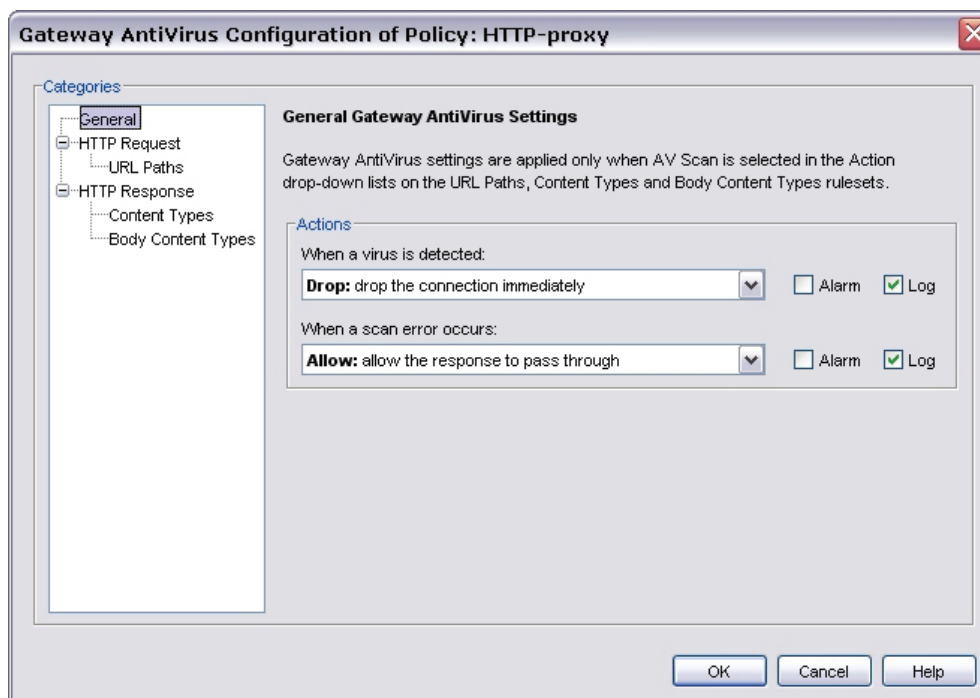 Gateway AntiVirus Configuration of Policy: HTTP-proxy
Categories
General
HTTP Request
URL Paths
HTTP Response
Content Types
Body Content Types
General Gateway AntiVirus Settings
Gateway AntiVirus settings are applied only when AV Scan is selected in the Action
drop-down lists on the URL Paths, Content Types and Body Content Types rulesets.
Actions
When a virus is detected:
Drop: drop the connection immediately
Alarm
Log
When a scan error occurs:
Allow: allow the response to pass through
Alarm
Log
OK
Cancel
Help